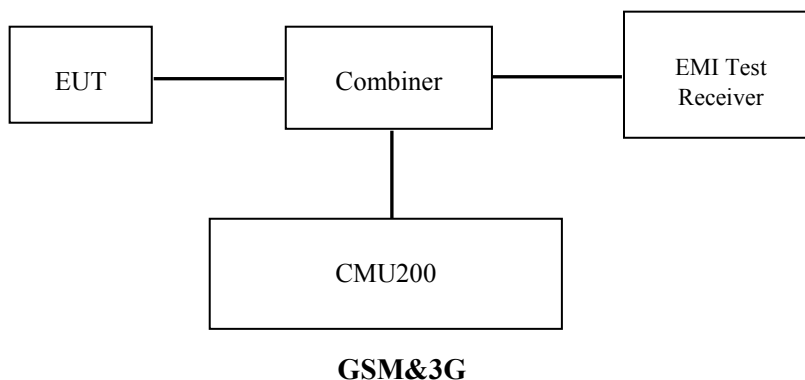 EUT
Combiner
EMI Test
Receiver
CMU200
GSM&3G